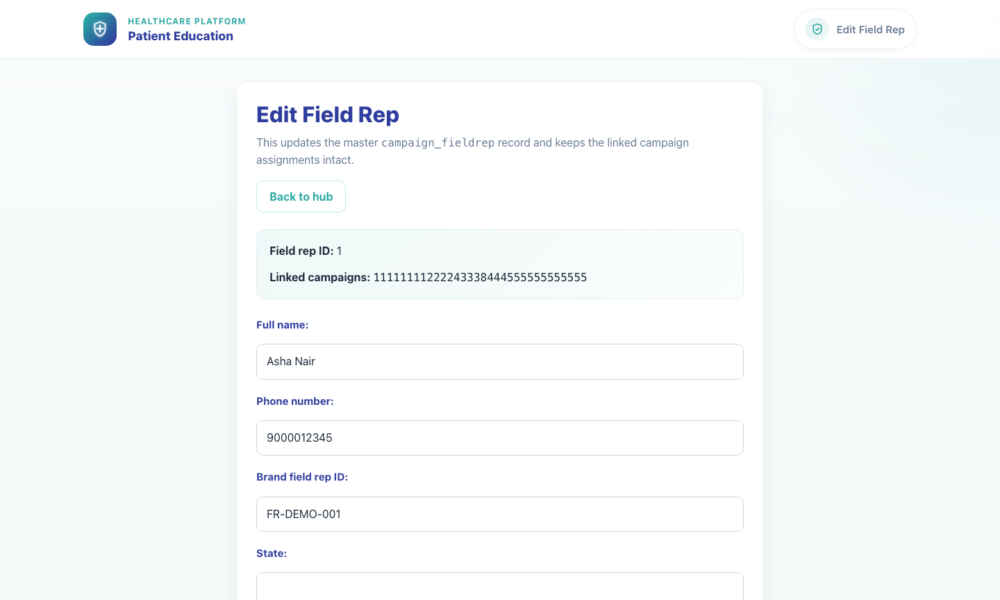 HEALTHCARE PLATFORM
Patient Education
Edit Field Rep
Edit Field Rep
This updates the master campaign_fieldrep record and keeps the linked campaign
assignments intact.
Back to hub
Field rep ID: 1
Linked campaigns: 11111111222243338444555555555555
Full name:
Asha Nair
Phone number:
9000012345
Brand field rep ID:
FR-DEMO-001
State: